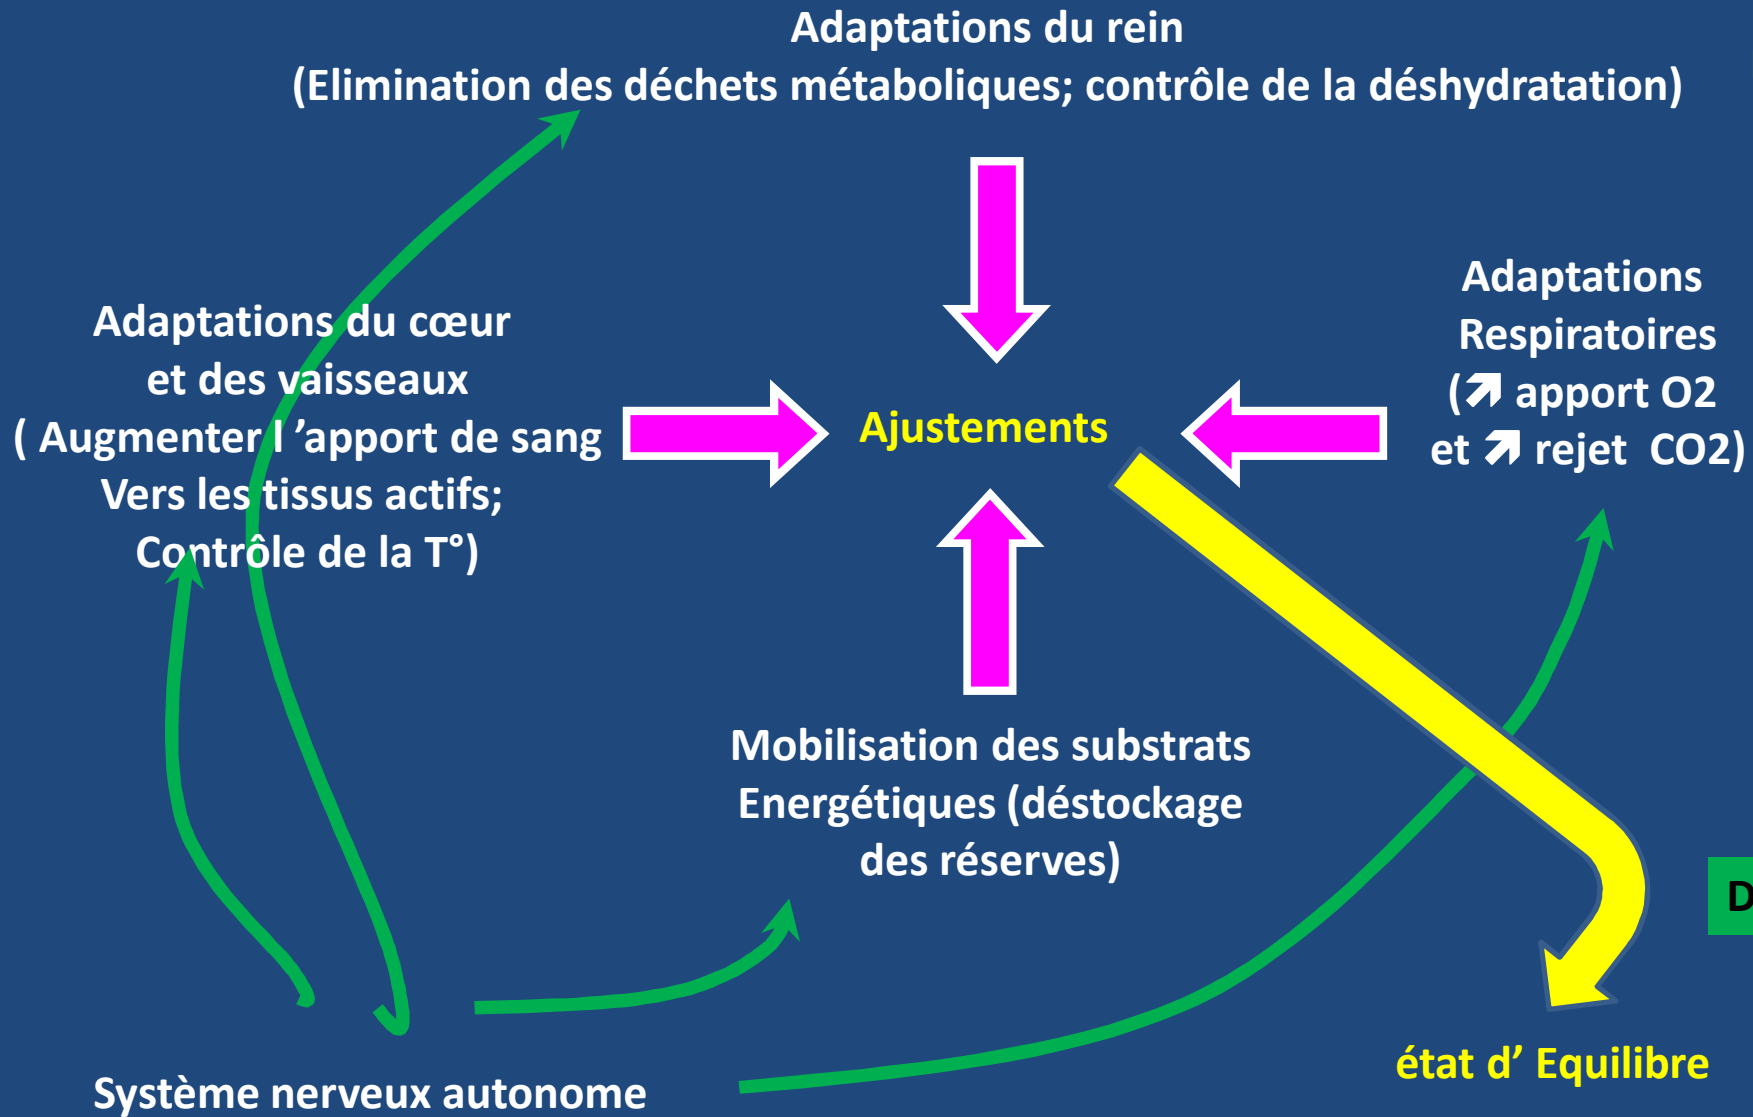 Adaptations du rein
(Elimination des déchets métaboliques; contrôle de la déshydratation)
Adaptations du cœur
et des vaisseaux
( Augmenter l ’apport de sang
Vers les tissus actifs;
Contrôle de la T°)
Ajustements
Adaptations
Respiratoires
(↗ apport O2
et ↗ rejet CO2)
Mobilisation des substrats
Energétiques (déstockage
des réserves)
D
état d’ Equilibre
Système nerveux autonome